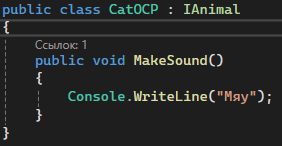 public class CatOCP : IAnimal
{
Ссылок: 1
public void MakeSound()
{
Console.WriteLine("Мяу");
}
}